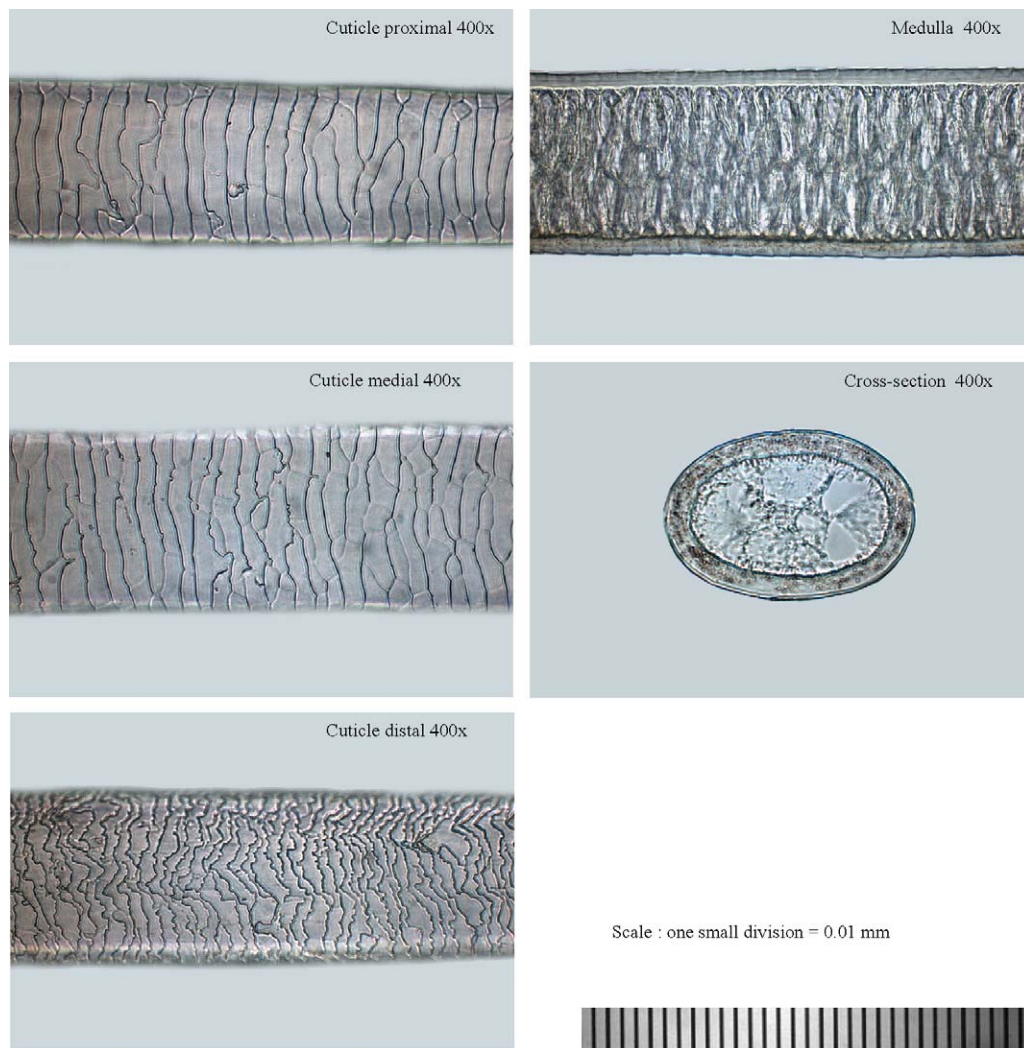 Cuticle proximal 400x
Medulla 400x
Cuticle medial 400x
Cross-section 400x
Cuticle distal 400x
Scale : one small division = 0.01 mm